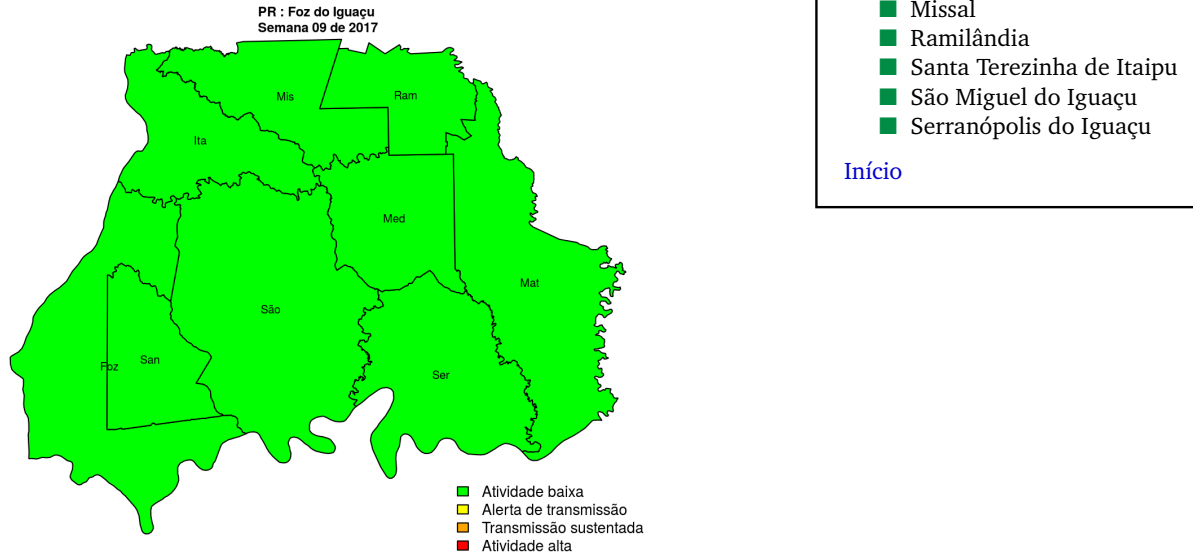 PR : Foz do Iguaçu
Semana 09 de 2017
Mis
Ram
Ita
Med
Mat
São
Foz
San
Ser
Atividade baixa
Alerta de transmissão
Transmissão sustentada
Atividade alta
Missal
Ramilândia
Santa Terezinha de Itaipu
São Miguel do Iguaçu
Serranópolis do Iguaçu
Início